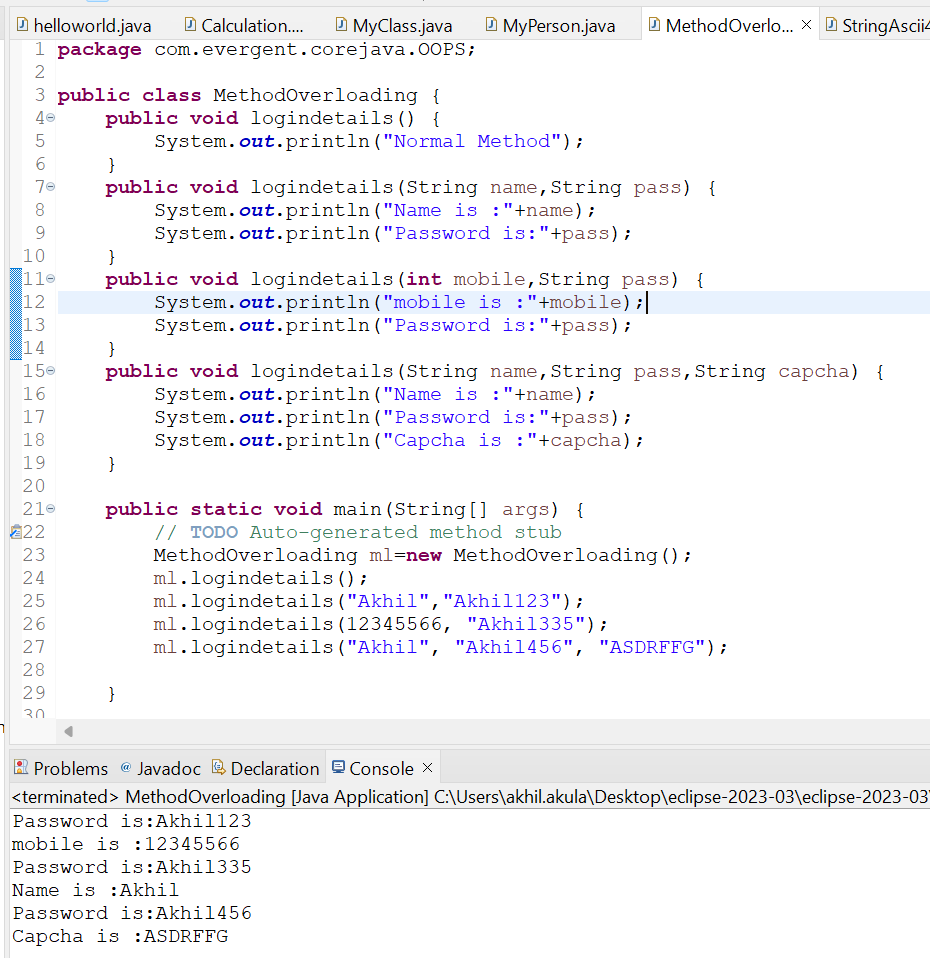 helloworld.java Calculation.... MyClass.java MyPerson.java MethodOverlo... × StringAscii4
1 package com.evergent.corejava.OOPS;
2
3 public class MethodOverloading {
4 public void logindetails() {
5 System.out.println("Normal Method");
6 }
7 public void logindetails(String name,String pass) {
8 System.out.println("Name is :"+name);
9 System.out.println("Password is:"+pass);
10 }
11 public void logindetails(int mobile,String pass) {
12 System.out.println("mobile is :"+mobile);
13 System.out.println("Password is:"+pass);
14 }
15 public void logindetails(String name,String pass,String capcha) {
16 System.out.println("Name is :"+name);
17 System.out.println("Password is:"+pass);
18 System.out.println("Capcha is :"+capcha);
19 }
20
21 public static void main(String[] args) {
22 // TODO Auto-generated method stub
23 MethodOverloading ml=new MethodOverloading();
24 ml.logindetails();
25 ml.logindetails("Akhil","Akhil123");
26 ml.logindetails(12345566, "Akhil335");
27 ml.logindetails("Akhil", "Akhil456", "ASDRFFG");
28
29 }
30
Problems @ Javadoc Declaration Console ×
<terminated> MethodOverloading [Java Application] C:\Users\akhil.akula\Desktop\eclipse-2023-03\eclipse-2023-03\
Password is:Akhil123
mobile is :12345566
Password is:Akhil335
Name is :Akhil
Password is:Akhil456
Capcha is :ASDRFFG